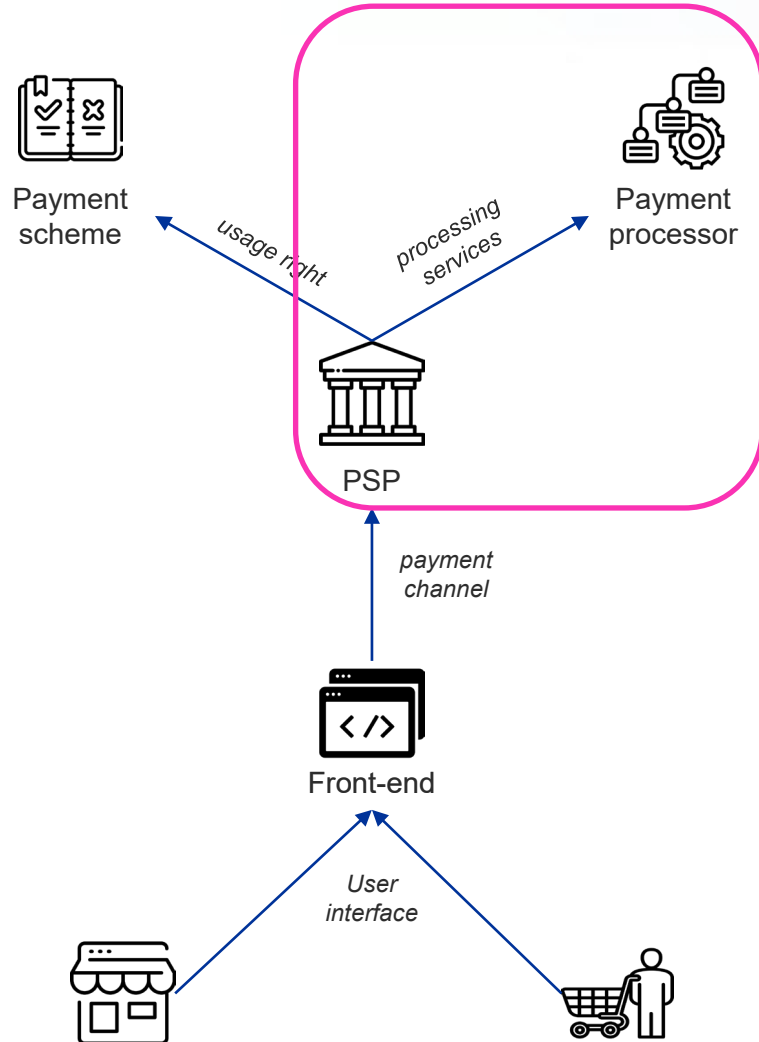 Payment
scheme
Payment
processor
usage right
processing
services
PSP
payment
channel
</>
Front-end
User
interface